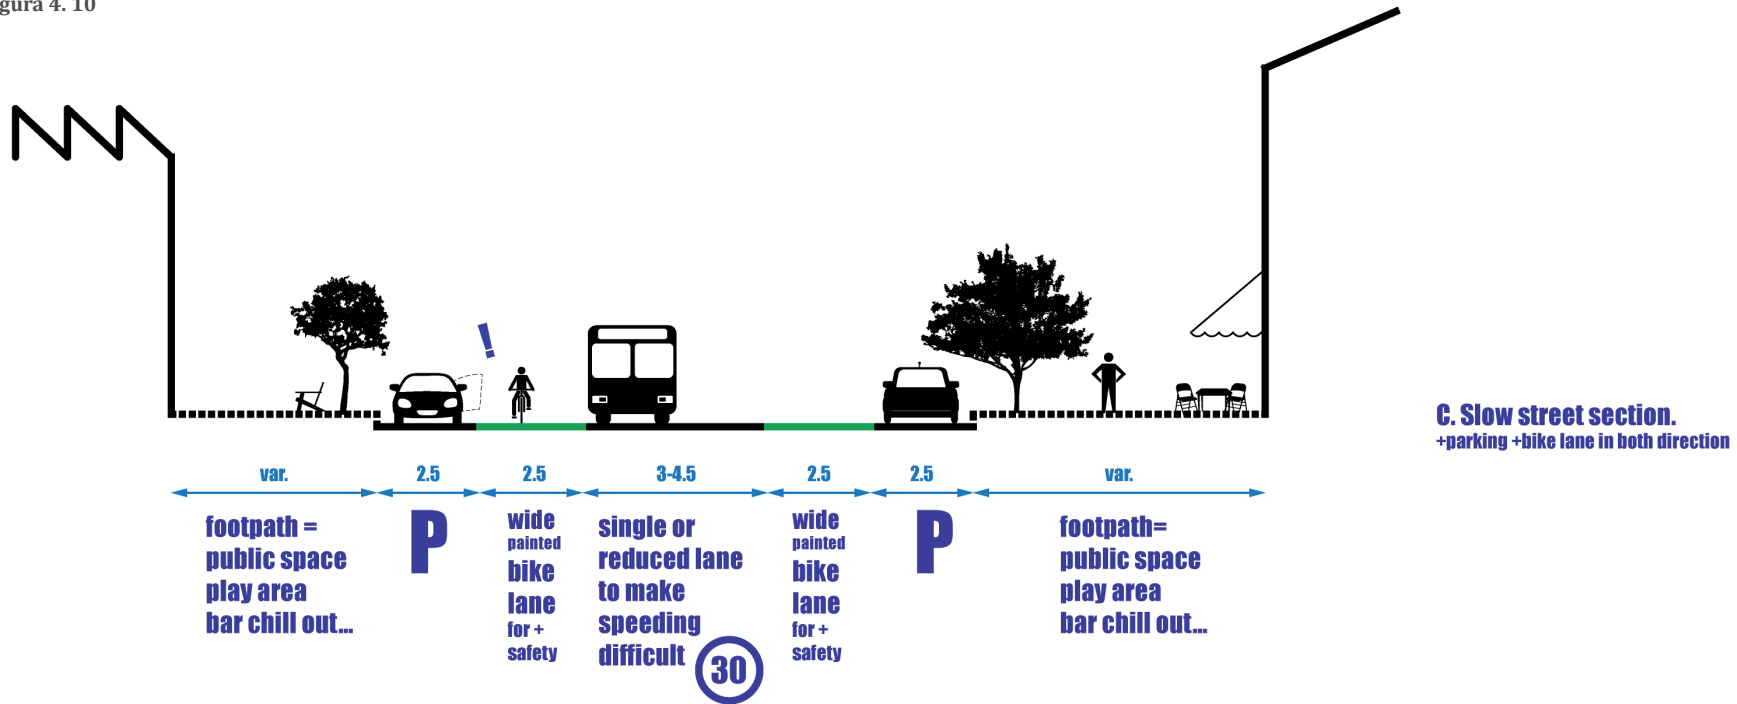 gura 4. 10
!
C. Slow street section.
+parking +bike lane in both direction
var.
2.5
2.5
3-4.5
2.5
2.5
var.
footpath =
public space
play area
bar chill out...
P
wide
painted
bike
lane
for +
safety
single or
reduced lane
to make
speeding
difficult
30
wide
painted
bike
lane
for +
safety
P
footpath=
public space
play area
bar chill out...